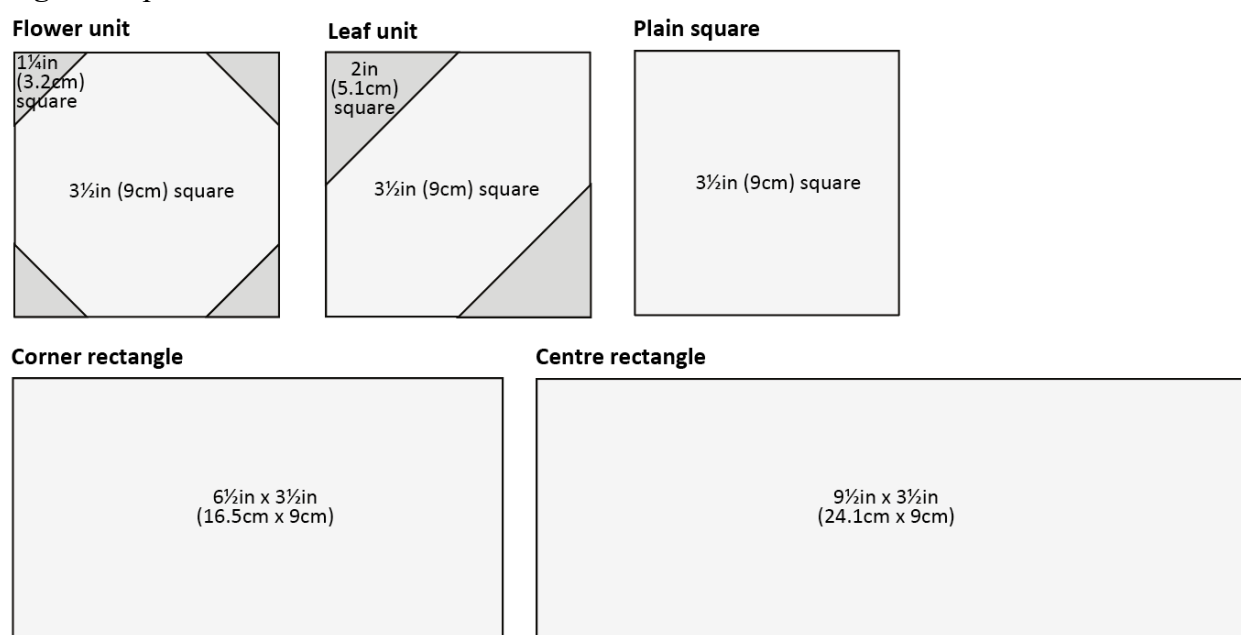 Flower unit
Leaf unit
Plain square
1¼in
(3.2cm)
square
3½in (9cm) square
2in
(5.1cm)
square
3½in (9cm) square
3½in (9cm) square
Corner rectangle
Centre rectangle
6½in x 3½in
(16.5cm x 9cm)
9½in x 3½in
(24.1cm x 9cm)